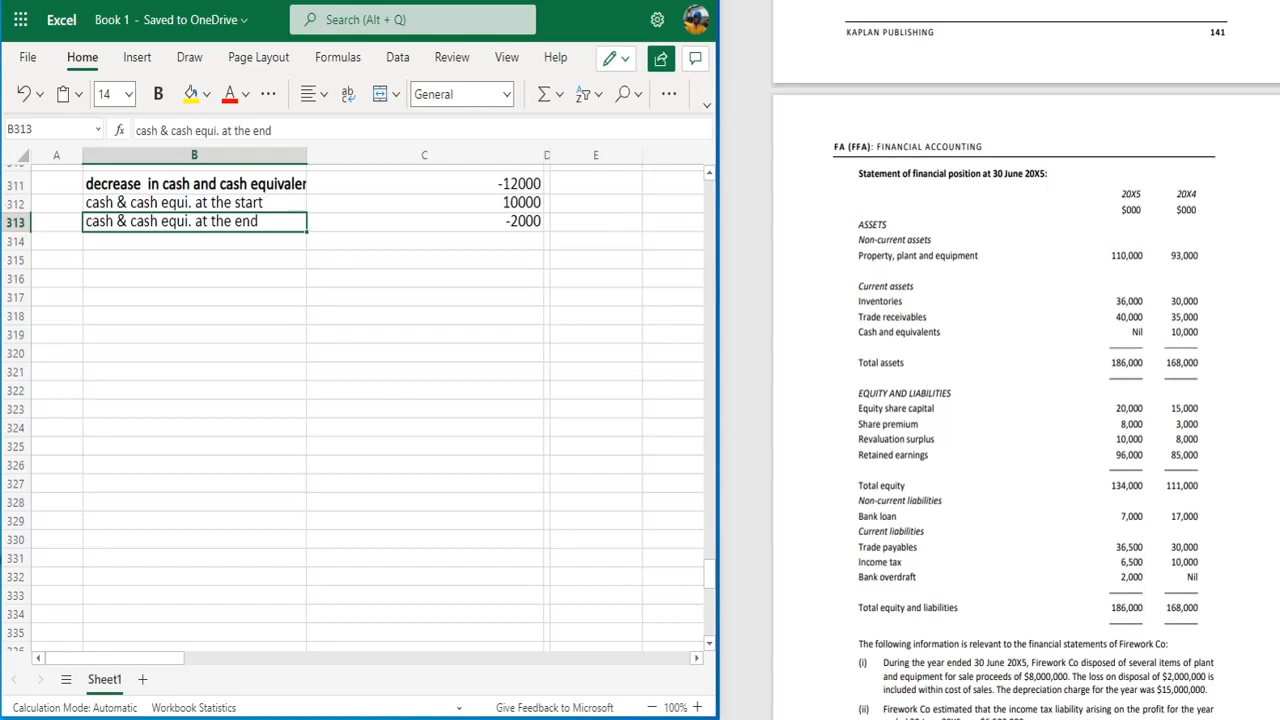 Excel Book 1 - Saved to OneDrive Search (Alt + Q)
File Home Insert Draw Page Layout Formulas Data Review View Help
14 B A ab General
B313 fx cash & cash equi. at the end
A B C D E
311 decrease in cash and cash equivaler -12000
312 cash & cash equi. at the start 10000
313 cash & cash equi. at the end -2000
314
315
316
317
318
319
320
321
322
323
324
325
326
327
328
329
330
331
332
333
334
335
Sheet1
Calculation Mode: Automatic Workbook Statistics Give Feedback to Microsoft 100%
KAPLAN PUBLISHING 141
FA (FFA): FINANCIAL ACCOUNTING
Statement of financial position at 30 June 20X5:
20X5 20X4
$000 $000
ASSETS
Non-current assets
Property, plant and equipment 110,000 93,000
Current assets
Inventories 36,000 30,000
Trade receivables 40,000 35,000
Cash and equivalents Nil 10,000
Total assets 186,000 168,000
EQUITY AND LIABILITIES
Equity share capital 20,000 15,000
Share premium 8,000 3,000
Revaluation surplus 10,000 8,000
Retained earnings 96,000 85,000
Total equity 134,000 111,000
Non-current liabilities
Bank loan 7,000 17,000
Current liabilities
Trade payables 36,500 30,000
Income tax 6,500 10,000
Bank overdraft 2,000 Nil
Total equity and liabilities 186,000 168,000
The following information is relevant to the financial statements of Firework Co:
(i) During the year ended 30 June 20X5, Firework Co disposed of several items of plant
and equipment for sale proceeds of $8,000,000. The loss on disposal of $2,000,000 is
included within cost of sales. The depreciation charge for the year was $15,000,000.
(ii) Firework Co estimated that the income tax liability arising on the profit for the year